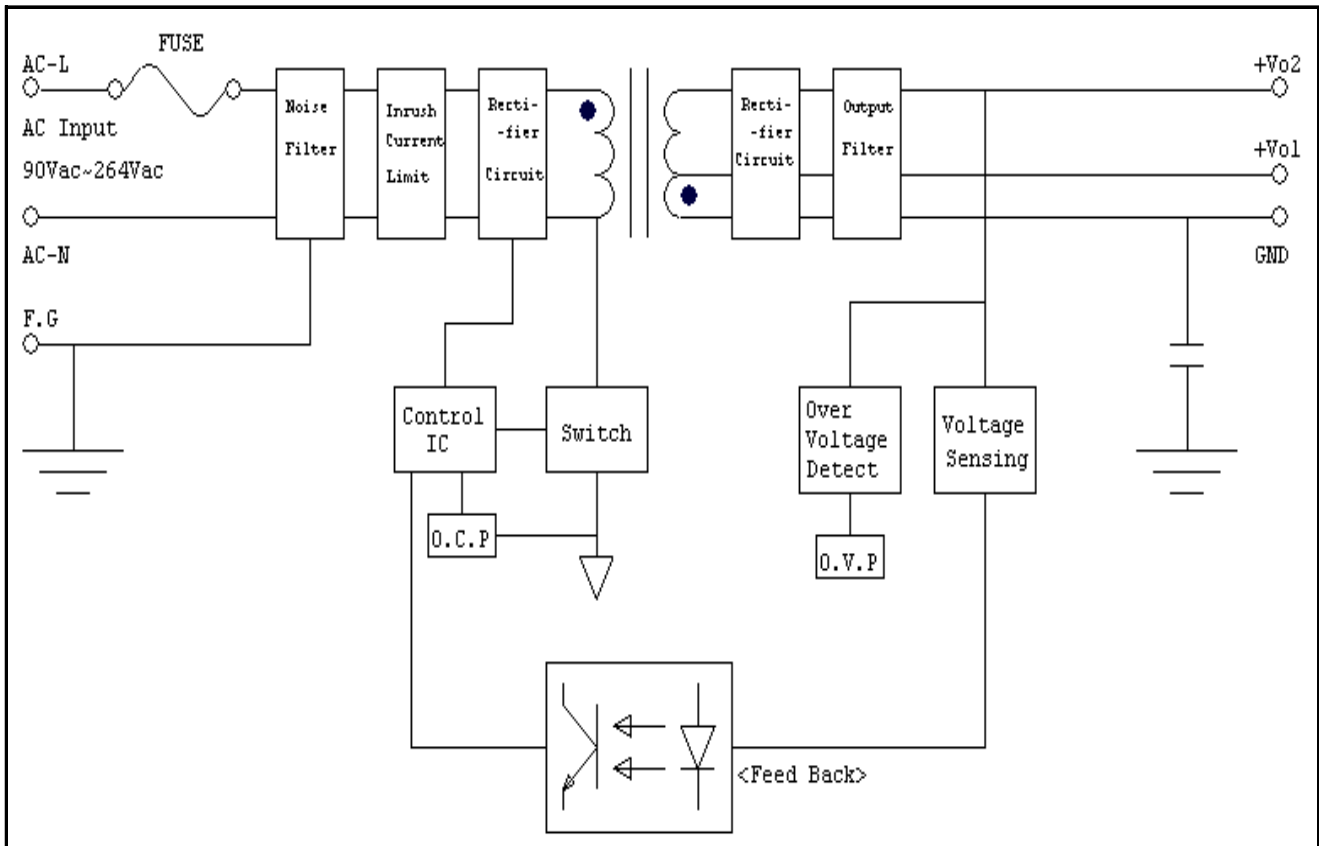 FUSE
AC-L
+Vo2
Noise
Filter
Inrush
Current
Limit
Recti-
-fier
Circuit
Recti-
-fier
Circuit
Output
Filter
AC Input
90Vac~264Vac
+Vo1
AC-N
GND
F.G
Control
IC
Switch
Over
Voltage
Detect
Voltage
Sensing
O.C.P
O.V.P
<Feed Back>